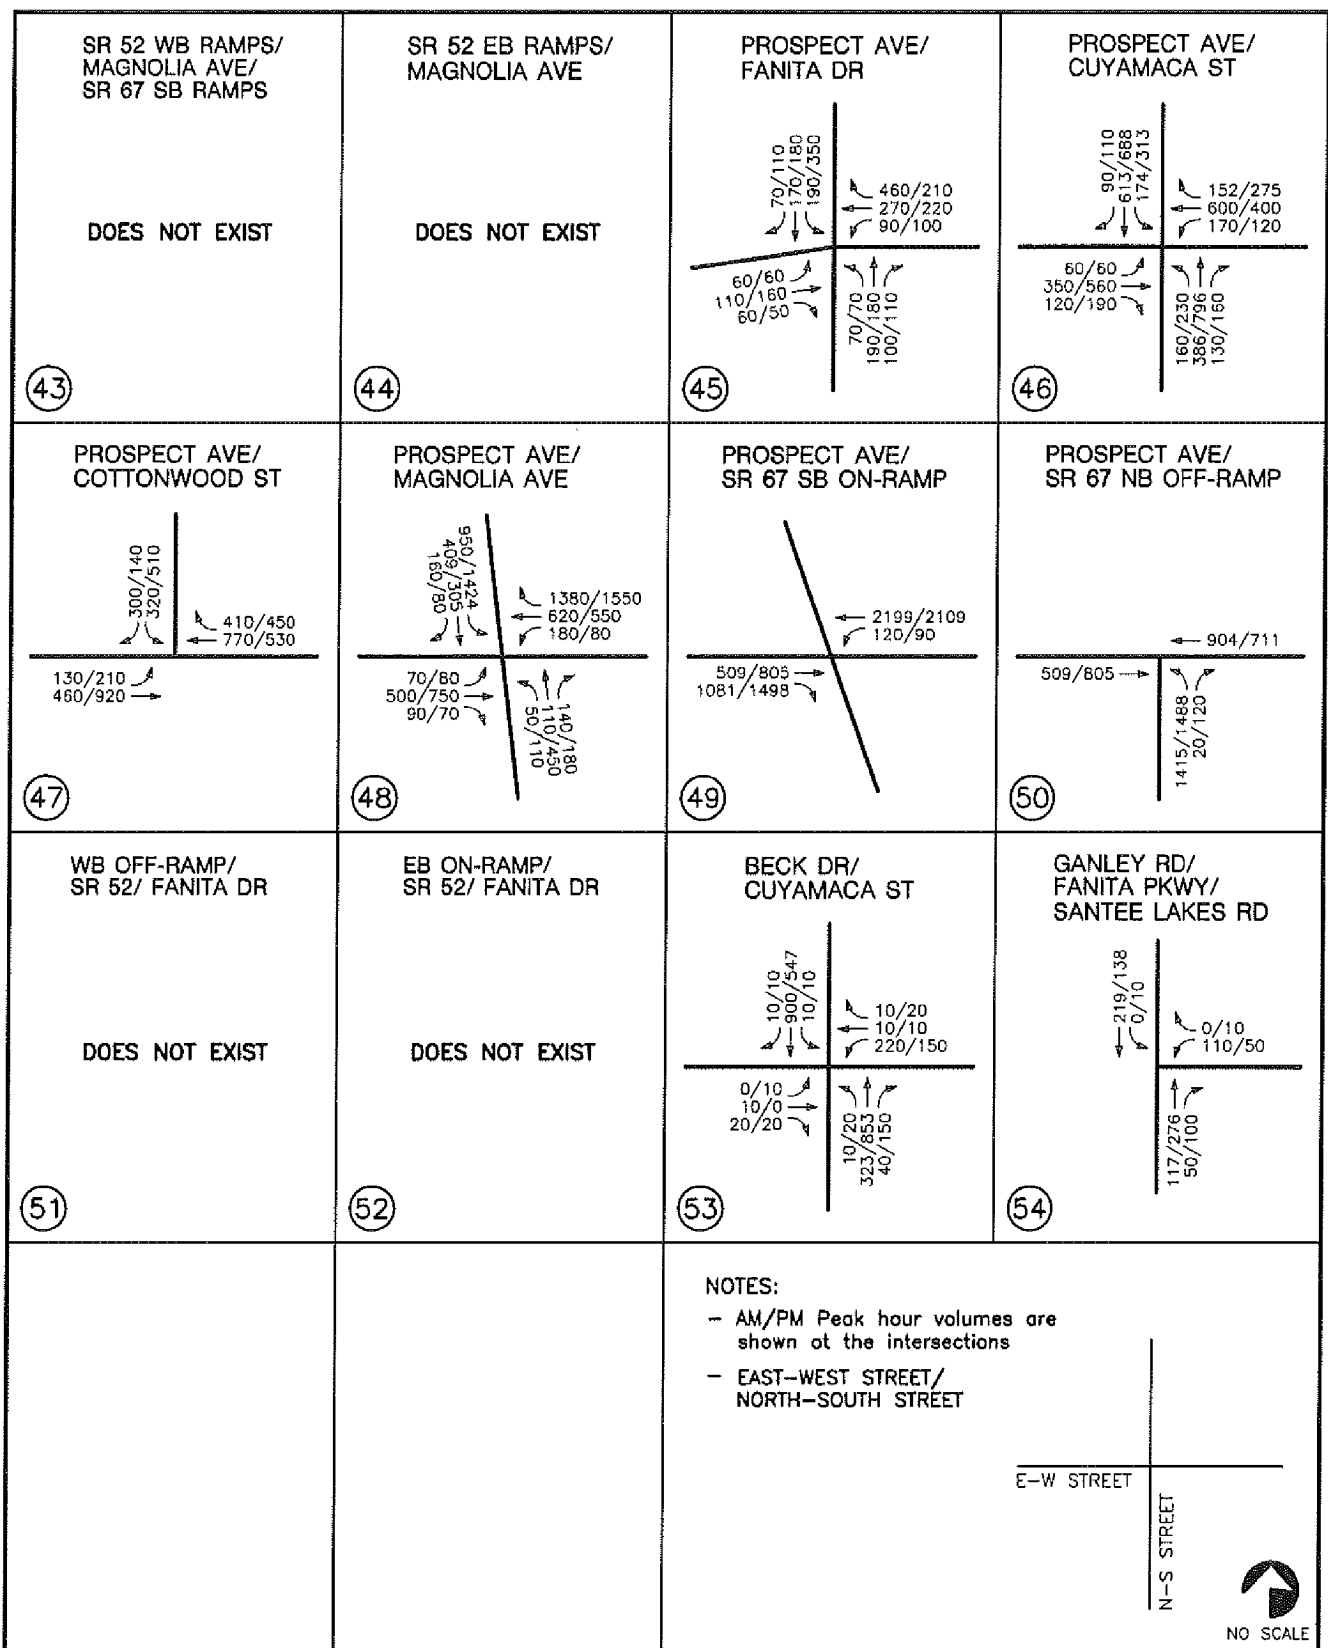 SR 52 WB RAMPS/
MAGNOLIA AVE/
SR 67 SB RAMPS
DOES NOT EXIST
43
SR 52 EB RAMPS/
MAGNOLIA AVE
DOES NOT EXIST
44
PROSPECT AVE/
FANITA DR
70/110
170/180
190/350
460/210
270/220
90/100
60/60
110/160
60/50
70/70
190/180
100/110
45
PROSPECT AVE/
CUYAMACA ST
90/110
613/688
174/313
152/275
600/400
170/120
60/60
350/560
120/190
160/230
386/796
130/160
46
PROSPECT AVE/
COTTONWOOD ST
300/140
320/510
410/450
770/530
130/210
460/920
47
PROSPECT AVE/
MAGNOLIA AVE
950/1424
409/305
160/80
1380/1550
620/550
180/80
70/80
500/750
90/70
140/180
110/450
50/110
48
PROSPECT AVE/
SR 67 SB ON-RAMP
2199/2109
120/90
509/805
1081/1498
49
PROSPECT AVE/
SR 67 NB OFF-RAMP
904/711
509/805
1415/1488
20/120
50
WB OFF-RAMP/
SR 52/ FANITA DR
DOES NOT EXIST
51
EB ON-RAMP/
SR 52/ FANITA DR
DOES NOT EXIST
52
BECK DR/
CUYAMACA ST
10/10
900/547
10/10
10/20
10/10
220/150
0/10
10/0
20/20
10/20
323/853
40/150
53
GANLEY RD/
FANITA PKWY/
SANTEE LAKES RD
219/138
0/10
0/10
110/50
117/276
50/100
54
NOTES:
- AM/PM Peak hour volumes are
shown at the intersections
- EAST-WEST STREET/
NORTH-SOUTH STREET
E-W STREET
N-S STREET
NO SCALE